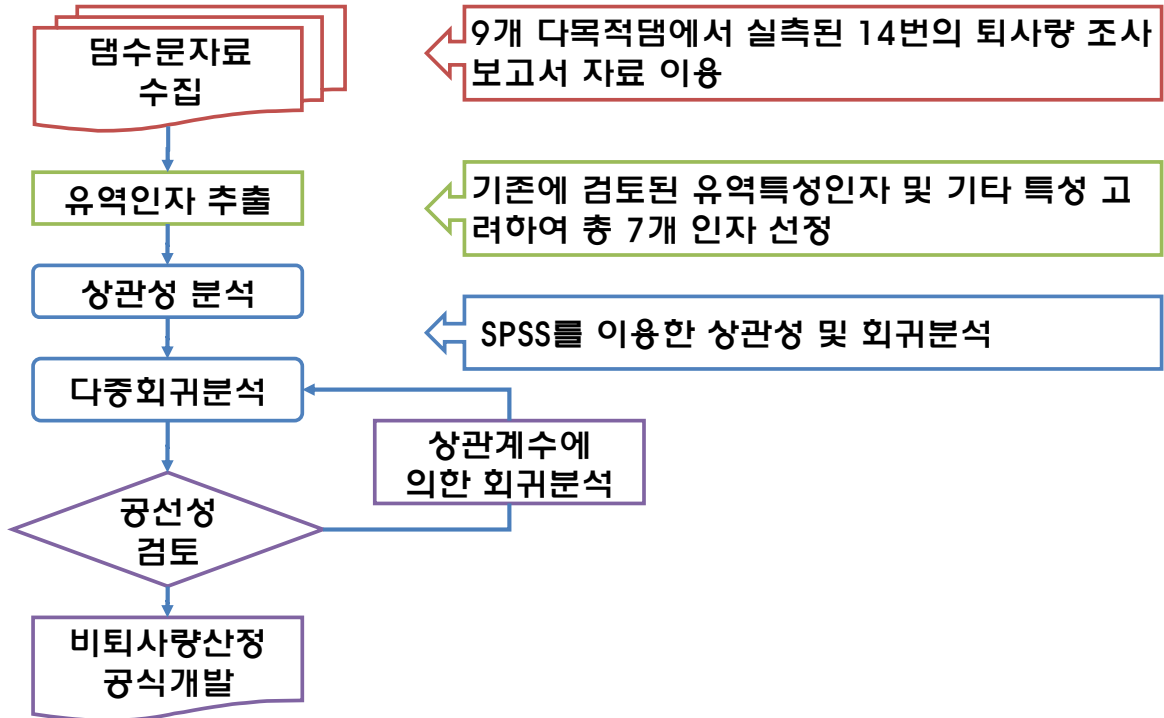 댐수문자료
수집
9개 다목적댐에서 실측된 14번의 퇴사량 조사
보고서 자료 이용
유역인자 추출
기존에 검토된 유역특성인자 및 기타 특성 고
려하여 총 7개 인자 선정
상관성 분석
SPSS를 이용한 상관성 및 회귀분석
다중회귀분석
상관계수에
의한 회귀분석
공선성
검토
비퇴사량산정
공식개발